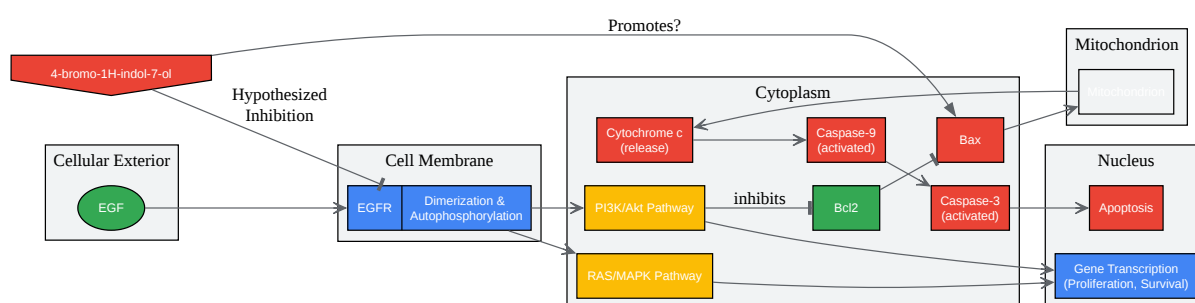 Promotes?
4-bromo-1H-indol-7-ol
Hypothesized
Inhibition
Mitochondrion
Mitochondrion
Cytoplasm
Cytochrome c
(release)
Caspase-9
(activated)
Bax
Cellular Exterior
EGF
Cell Membrane
EGFR
Dimerization &
Autophosphorylation
PI3K/Akt Pathway
inhibits
Bcl2
Caspase-3
(activated)
RAS/MAPK Pathway
Nucleus
Apoptosis
Gene Transcription
(Proliferation, Survival)